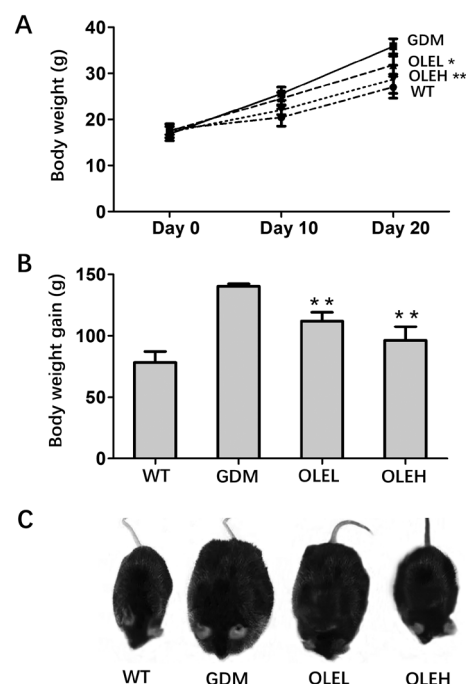 A
Body weight (g)
40
30
20
10
0
GDM
OLEL *
OLEH **
WT
Day 0 Day 10 Day 20
B
Body weight gain (g)
150
100
50
0
**
**
WT GDM OLEL OLEH
C
WT GDM OLEL OLEH